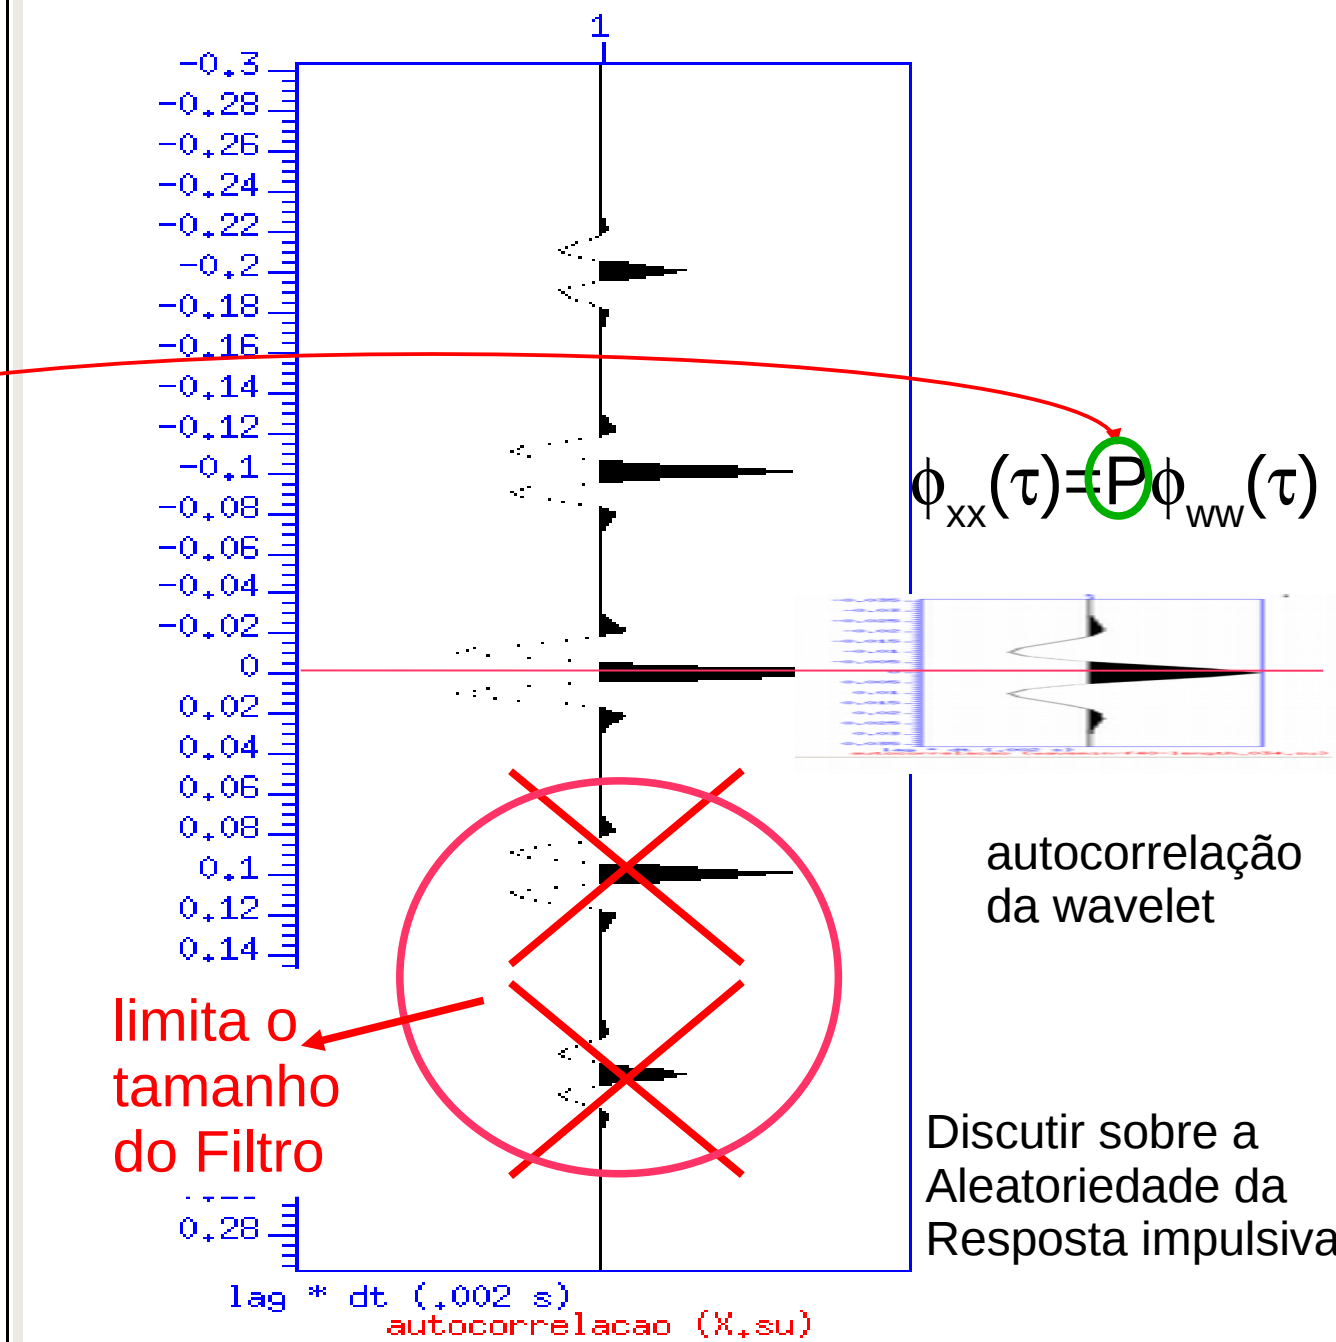 1
-0.3
-0.28
-0.26
-0.24
-0.22
-0.2
-0.18
-0.16
-0.14
-0.12
-0.1
-0.08
-0.06
-0.04
-0.02
0
0.02
0.04
0.06
0.08
0.1
0.12
0.14
0.28
ϕxx(τ)=Pϕww(τ)
autocorrelação
da wavelet
limita o
tamanho
do Filtro
Discutir sobre a
Aleatoriedade da
Resposta impulsiva
lag * dt (.002 s)
autocorrelacao (X.su)